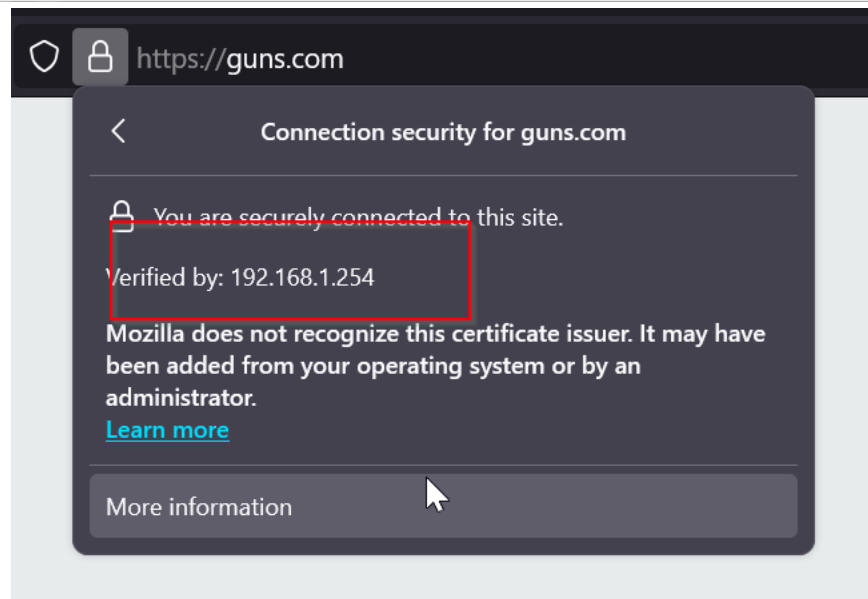 https://guns.com
Connection security for guns.com
You are securely connected to this site.
Verified by: 192.168.1.254
Mozilla does not recognize this certificate issuer. It may have
been added from your operating system or by an
administrator.
Learn more
More information